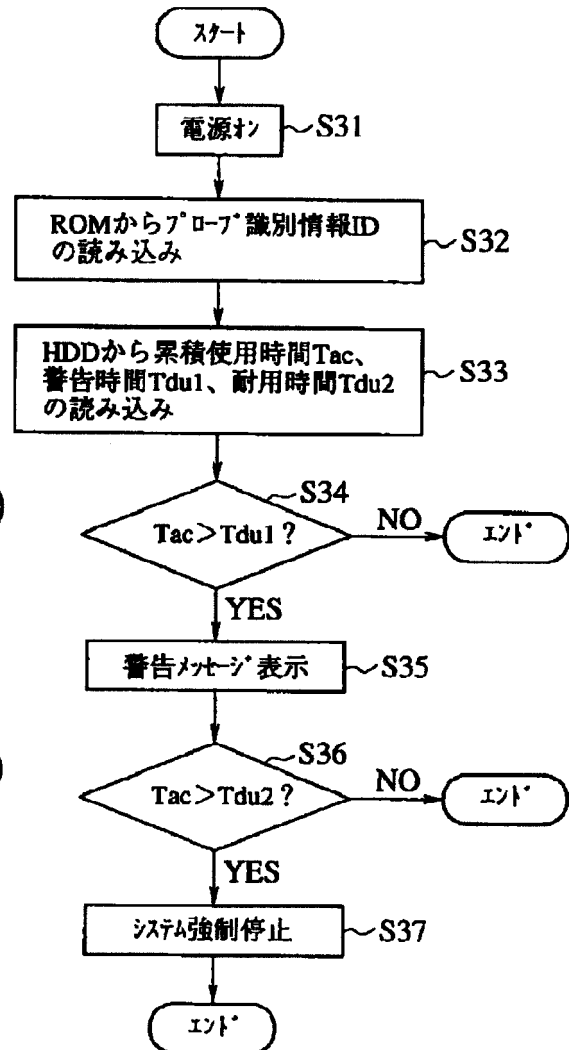 ｽﾀｰﾄ
電源ｵﾝ
S31
ROMからﾌﾟﾛｰﾌﾞ識別情報ID
の読み込み
S32
HDDから累積使用時間Tac、
警告時間Tdu1、耐用時間Tdu2
の読み込み
S33
S34
Tac＞Tdu1？
NO
ｴﾝﾄﾞ
YES
警告ﾒｯｾｰｼﾞ表示
S35
S36
Tac＞Tdu2？
NO
ｴﾝﾄﾞ
YES
ｼｽﾃﾑ強制停止
S37
ｴﾝﾄﾞ